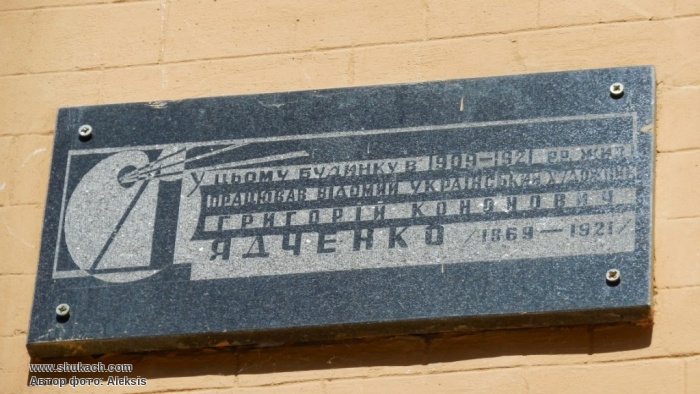 У ЦЬОМУ БУДИНКУ В 1909—1921 РР. ЖИВ
ПРАЦЮВАВ ВІДОМИЙ УКРАЇНСЬКИЙ ХУДОЖНИК
ГРИГОРІЙ КОНОНОВИЧ
ЯДЧЕНКО /1869—1921/
www.shukach.com
Автор фото: Aleksis